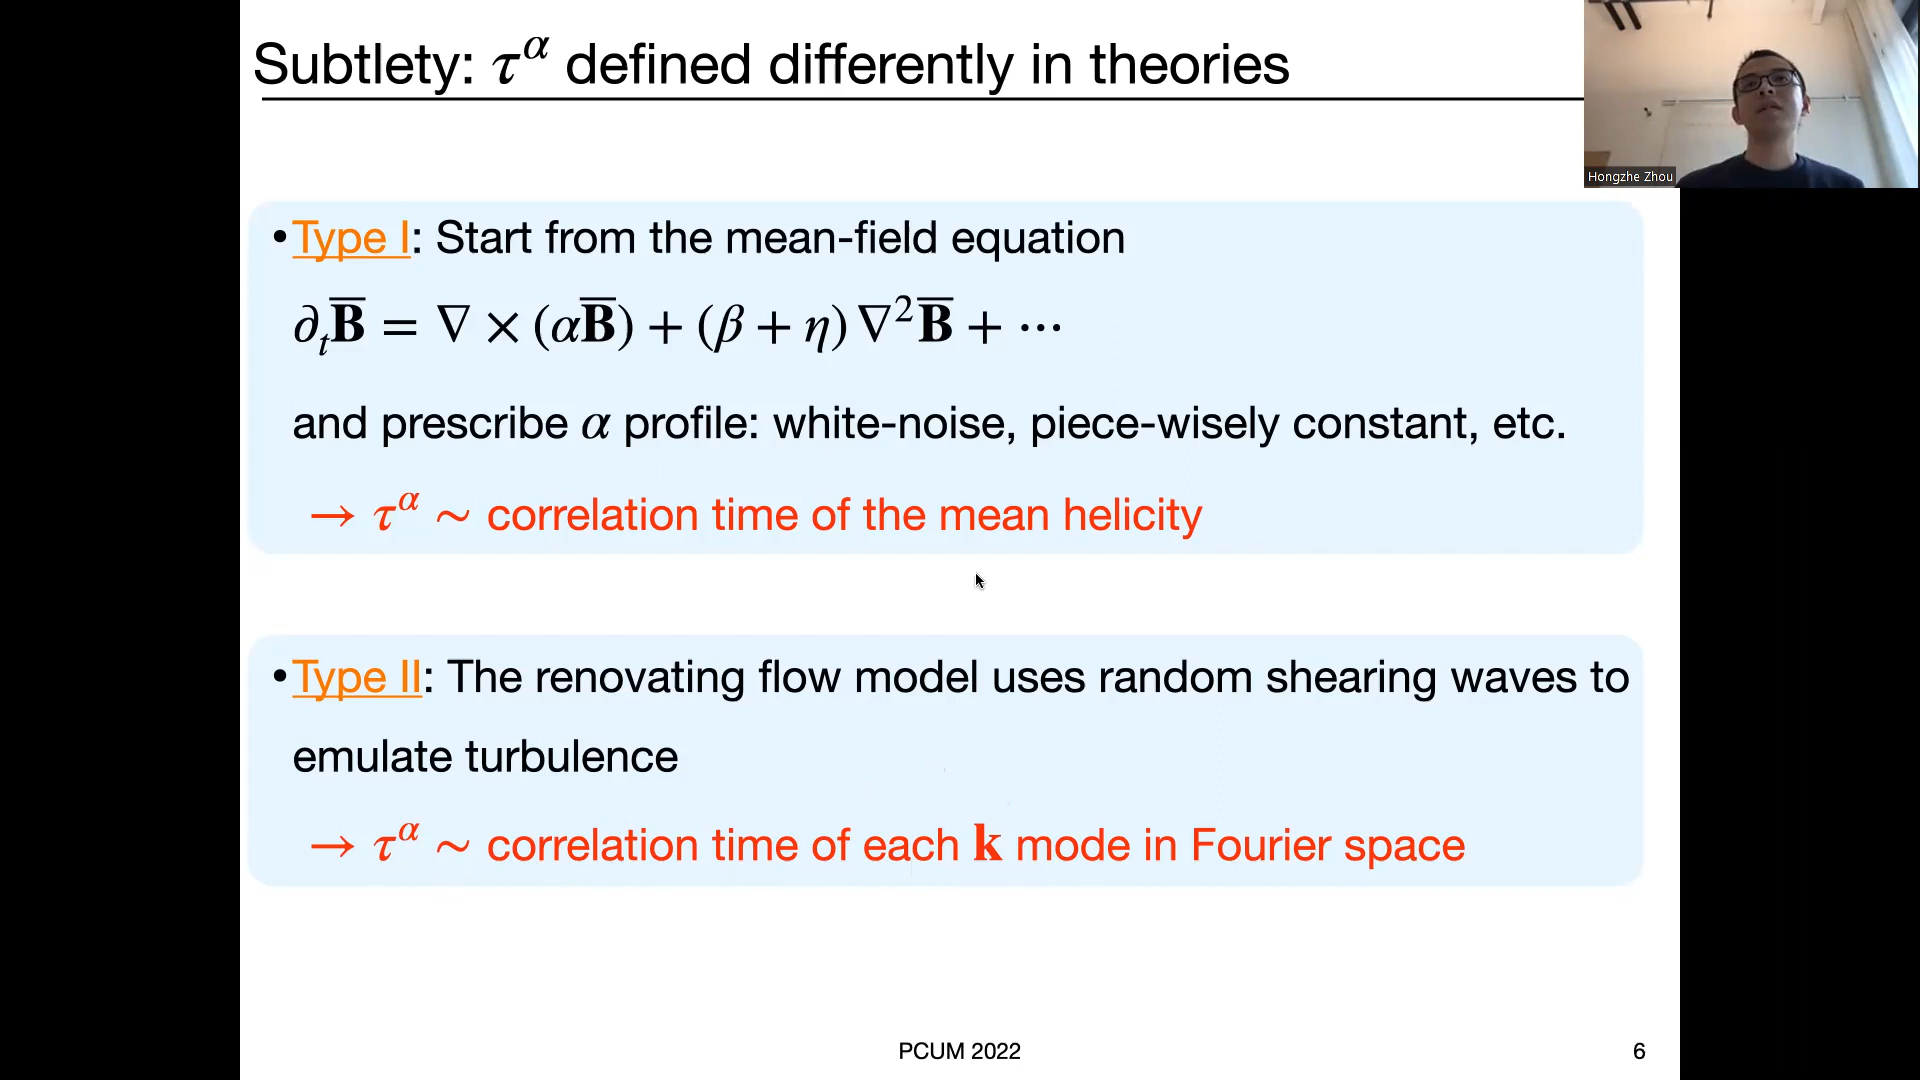 Subtlety: τ^α defined differently in theories
Hongzhe Zhou
•Type I: Start from the mean-field equation
∂ₜB̅ = ∇ × (αB̅) + (β + η) ∇²B̅ + ⋯
and prescribe α profile: white-noise, piece-wisely constant, etc.
→ τ^α ~ correlation time of the mean helicity
•Type II: The renovating flow model uses random shearing waves to
emulate turbulence
→ τ^α ~ correlation time of each k mode in Fourier space
PCUM 2022
6